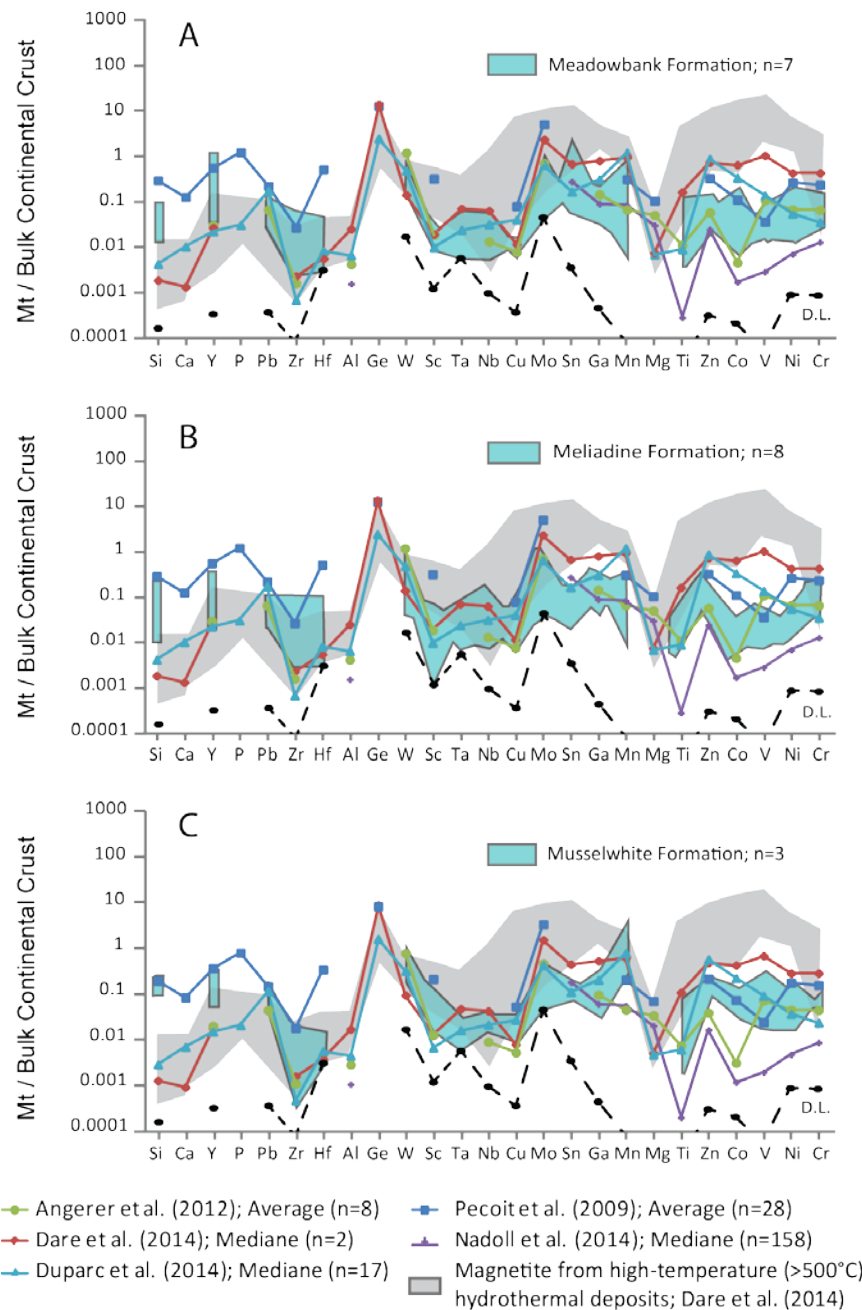 A
Meadowbank Formation; n=7
Mt / Bulk Continental Crust
1000
100
10
1
0.1
0.01
0.001
0.0001
D.L.
Si Ca Y P Pb Zr Hf Al Ge W Sc Ta Nb Cu Mo Sn Ga Mn Mg Ti Zn Co V Ni Cr
B
Meliadine Formation; n=8
Mt / Bulk Continental Crust
1000
100
10
1
0.1
0.01
0.001
0.0001
D.L.
Si Ca Y P Pb Zr Hf Al Ge W Sc Ta Nb Cu Mo Sn Ga Mn Mg Ti Zn Co V Ni Cr
C
Musselwhite Formation; n=3
Mt / Bulk Continental Crust
1000
100
10
1
0.1
0.01
0.001
0.0001
D.L.
Si Ca Y P Pb Zr Hf Al Ge W Sc Ta Nb Cu Mo Sn Ga Mn Mg Ti Zn Co V Ni Cr
Angerer et al. (2012); Average (n=8)
Dare et al. (2014); Mediane (n=2)
Duparc et al. (2014); Mediane (n=17)
Pecoit et al. (2009); Average (n=28)
Nadoll et al. (2014); Mediane (n=158)
Magnetite from high-temperature (>500°C)
hydrothermal deposits; Dare et al. (2014)